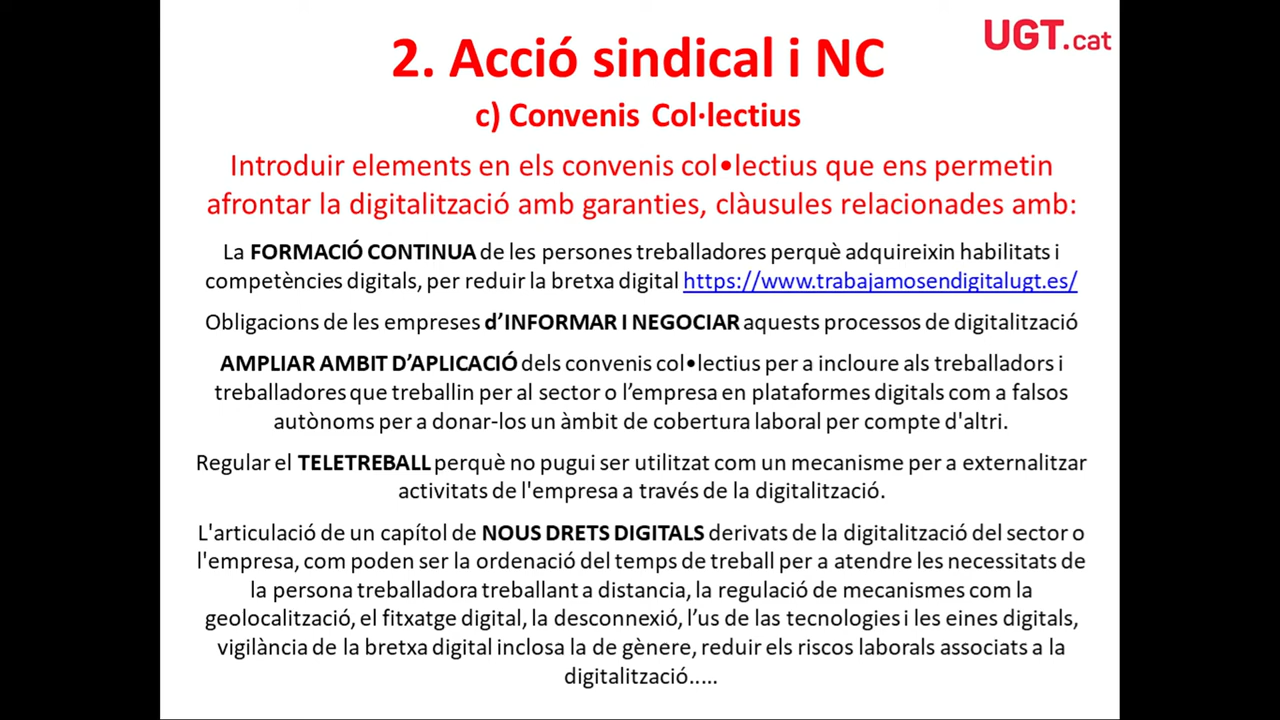 UGT.cat
2. Acció sindical i NC
c) Convenis Col·lectius
Introduir elements en els convenis col•lectius que ens permetin
afrontar la digitalització amb garanties, clàusules relacionades amb:
La FORMACIÓ CONTINUA de les persones treballadores perquè adquireixin habilitats i
competències digitals, per reduir la bretxa digital https://www.trabajamosendigitalugt.es/
Obligacions de les empreses d’INFORMAR I NEGOCIAR aquests processos de digitalització
AMPLIAR AMBIT D’APLICACIÓ dels convenis col•lectius per a incloure als treballadors i
treballadores que treballin per al sector o l’empresa en plataformes digitals com a falsos
autònoms per a donar-los un àmbit de cobertura laboral per compte d'altri.
Regular el TELETREBALL perquè no pugui ser utilitzat com un mecanisme per a externalitzar
activitats de l'empresa a través de la digitalització.
L'articulació de un capítol de NOUS DRETS DIGITALS derivats de la digitalització del sector o
l'empresa, com poden ser la ordenació del temps de treball per a atendre les necessitats de
la persona treballadora treballant a distancia, la regulació de mecanismes com la
geolocalització, el fitxatge digital, la desconnexió, l’us de las tecnologies i les eines digitals,
vigilància de la bretxa digital inclosa la de gènere, reduir els riscos laborals associats a la
digitalització.....